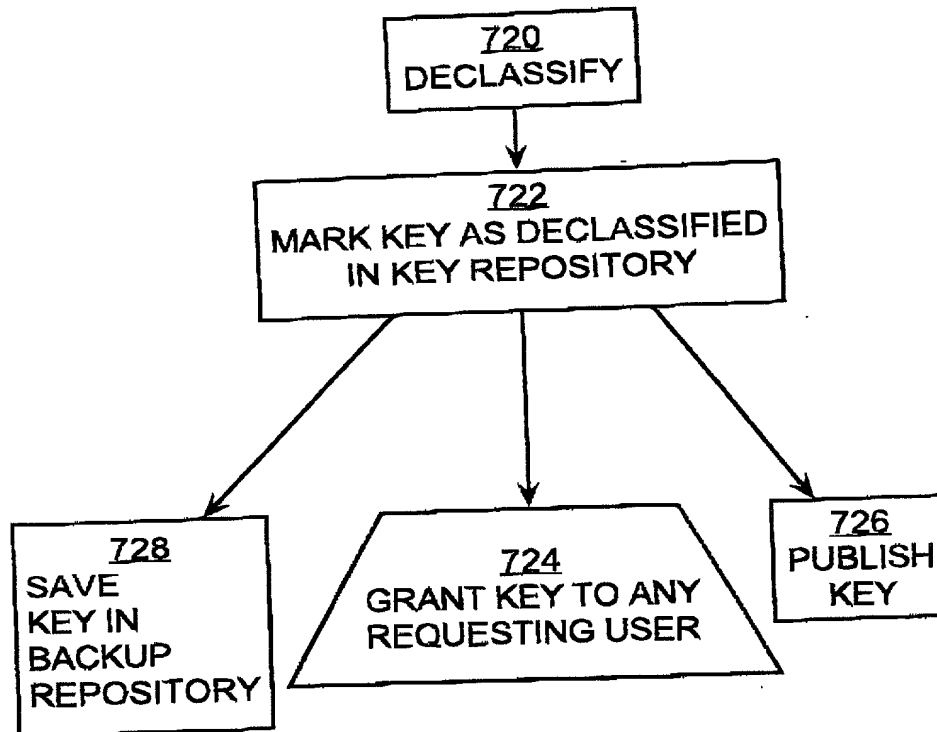 720
DECLASSIFY
722
MARK KEY AS DECLASSIFIED
IN KEY REPOSITORY
728
SAVE
KEY IN
BACKUP
REPOSITORY
724
GRANT KEY TO ANY
REQUESTING USER
726
PUBLISH
KEY